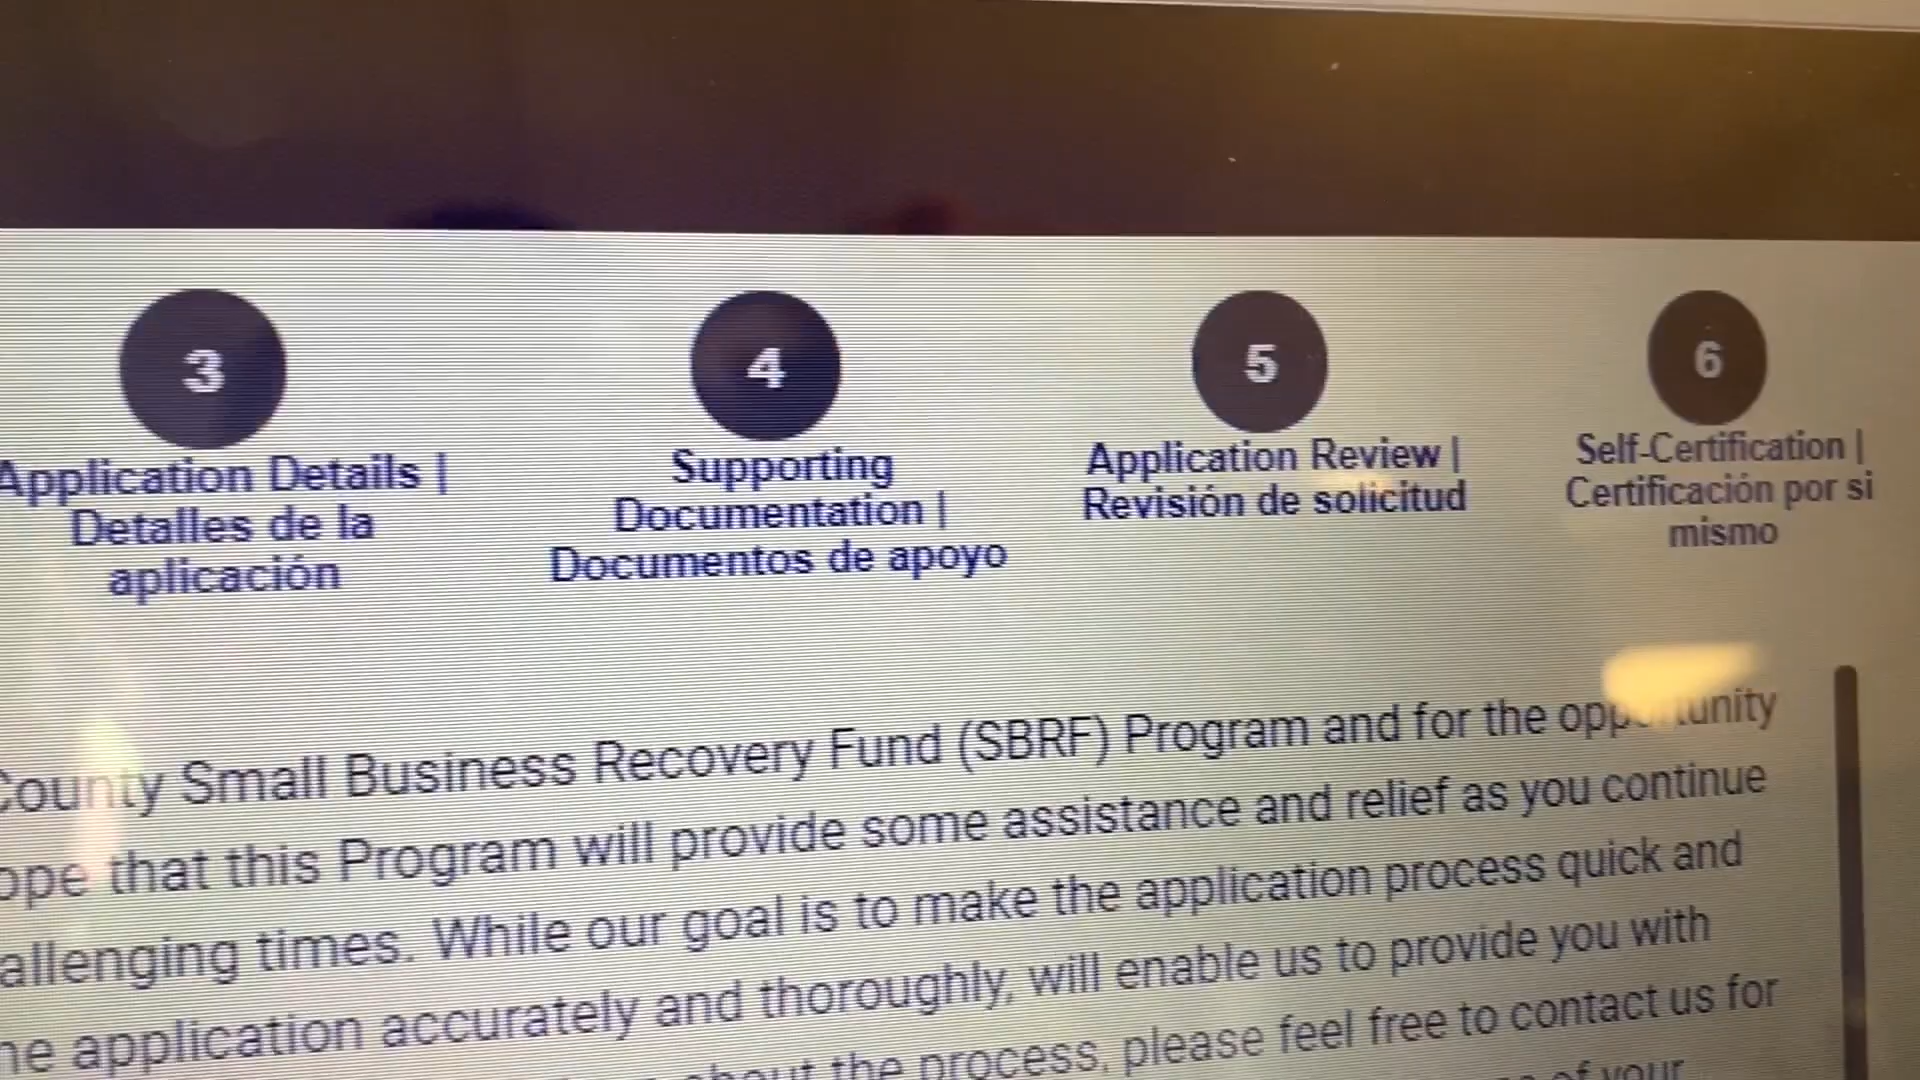 3
Application Details |
Detalles de la
aplicación
4
Supporting
Documentation |
Documentos de apoyo
5
Application Review |
Revisión de solicitud
6
Self-Certification |
Certificación por si
mismo
County Small Business Recovery Fund (SBRF) Program and for the
that this Program will provide some assistance and relief as you continue
times. While our goal is to make the application process quick and
application accurately and thoroughly, will enable us to provide you with
about the process, please feel free to contact us for
of your